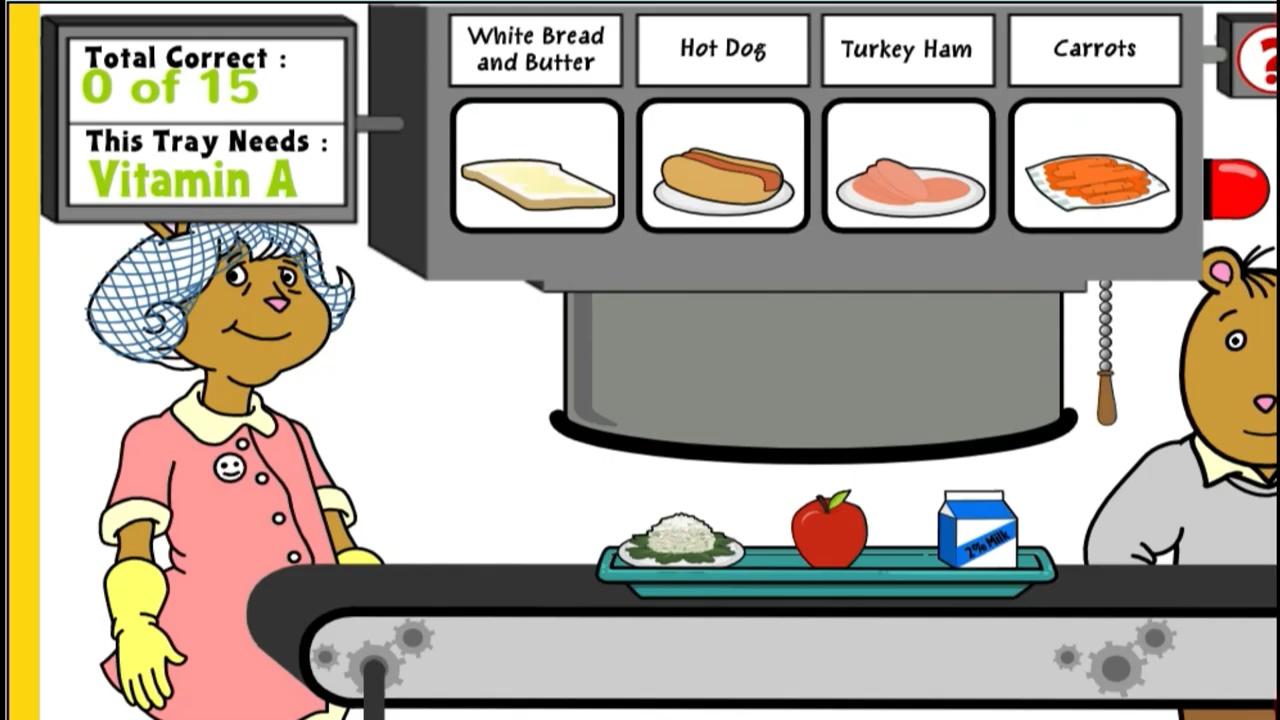 Total Correct :
0 of 15
This Tray Needs :
Vitamin A
White Bread
and Butter
Hot Dog
Turkey Ham
Carrots
?
2% Milk